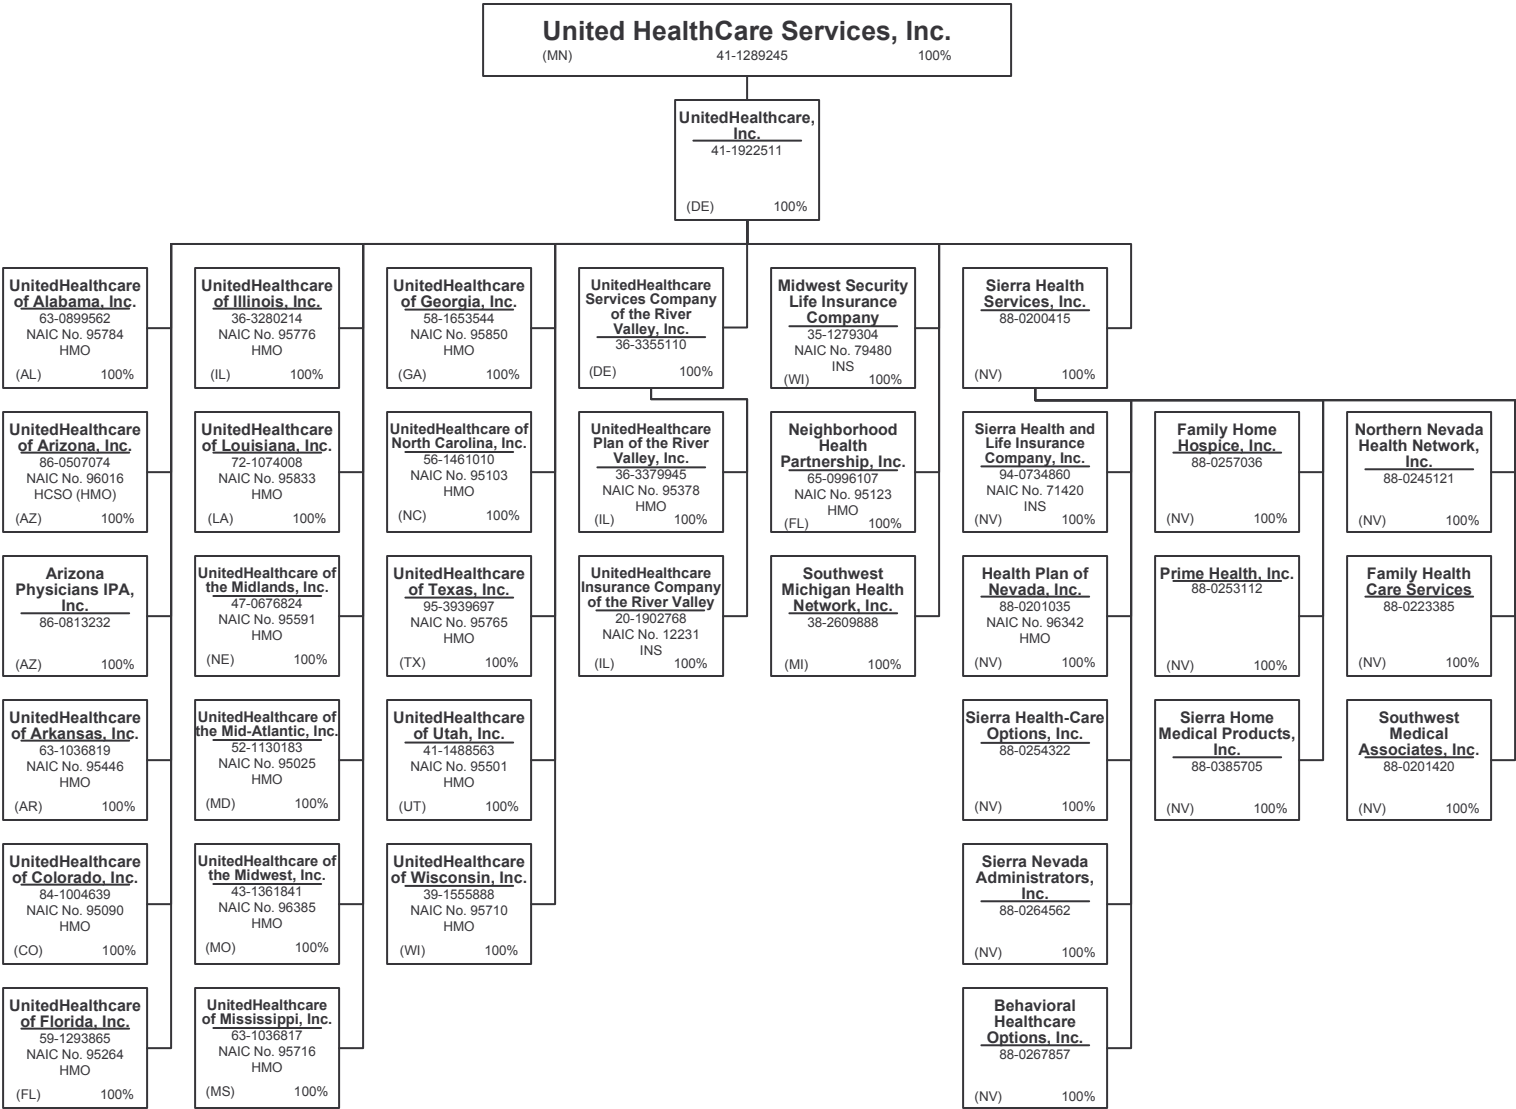 United HealthCare Services, Inc.
(MN) 41-1289245 100%
UnitedHealthcare,
Inc.
41-1922511
(DE) 100%
UnitedHealthcare
of Alabama, Inc.
63-0899562
NAIC No. 95784
HMO
(AL) 100%
UnitedHealthcare
of Arizona, Inc.
86-0507074
NAIC No. 96016
HCSO (HMO)
(AZ) 100%
Arizona
Physicians IPA,
Inc.
86-0813232
(AZ) 100%
UnitedHealthcare
of Arkansas, Inc.
63-1036819
NAIC No. 95446
HMO
(AR) 100%
UnitedHealthcare
of Colorado, Inc.
84-1004639
NAIC No. 95090
HMO
(CO) 100%
UnitedHealthcare
of Florida, Inc.
59-1293865
NAIC No. 95264
HMO
(FL) 100%
UnitedHealthcare
of Illinois, Inc.
36-3280214
NAIC No. 95776
HMO
(IL) 100%
UnitedHealthcare
of Louisiana, Inc.
72-1074008
NAIC No. 95833
HMO
(LA) 100%
UnitedHealthcare of
the Midlands, Inc.
47-0676824
NAIC No. 95591
HMO
(NE) 100%
UnitedHealthcare of
the Mid-Atlantic, Inc.
52-1130183
NAIC No. 95025
HMO
(MD) 100%
UnitedHealthcare of
the Midwest, Inc.
43-1361841
NAIC No. 96385
HMO
(MO) 100%
UnitedHealthcare
of Mississippi, Inc.
63-1036817
NAIC No. 95716
HMO
(MS) 100%
UnitedHealthcare
of Georgia, Inc.
58-1653544
NAIC No. 95850
HMO
(GA) 100%
UnitedHealthcare of
North Carolina, Inc.
56-1461010
NAIC No. 95103
HMO
(NC) 100%
UnitedHealthcare
of Texas, Inc.
95-3939697
NAIC No. 95765
HMO
(TX) 100%
UnitedHealthcare
of Utah, Inc.
41-1488563
NAIC No. 95501
HMO
(UT) 100%
UnitedHealthcare
of Wisconsin, Inc.
39-1555888
NAIC No. 95710
HMO
(WI) 100%
UnitedHealthcare
Services Company
of the River
Valley, Inc.
36-3355110
(DE) 100%
UnitedHealthcare
Plan of the River
Valley, Inc.
36-3379945
NAIC No. 95378
HMO
(IL) 100%
UnitedHealthcare
Insurance Company
of the River Valley
20-1902768
NAIC No. 12231
INS
(IL) 100%
Midwest Security
Life Insurance
Company
35-1279304
NAIC No. 79480
INS
(WI) 100%
Neighborhood
Health
Partnership, Inc.
65-0996107
NAIC No. 95123
HMO
(FL) 100%
Southwest
Michigan Health
Network, Inc.
38-2609888
(MI) 100%
Sierra Health
Services, Inc.
88-0200415
(NV) 100%
Sierra Health and
Life Insurance
Company, Inc.
94-0734860
NAIC No. 71420
INS
(NV) 100%
Health Plan of
Nevada, Inc.
88-0201035
NAIC No. 96342
HMO
(NV) 100%
Sierra Health-Care
Options, Inc.
88-0254322
(NV) 100%
Sierra Nevada
Administrators,
Inc.
88-0264562
(NV) 100%
Behavioral
Healthcare
Options, Inc.
88-0267857
(NV) 100%
Family Home
Hospice, Inc.
88-0257036
(NV) 100%
Prime Health, Inc.
88-0253112
(NV) 100%
Sierra Home
Medical Products,
Inc.
88-0385705
(NV) 100%
Northern Nevada
Health Network,
Inc.
88-0245121
(NV) 100%
Family Health
Care Services
88-0223385
(NV) 100%
Southwest
Medical
Associates, Inc.
88-0201420
(NV) 100%